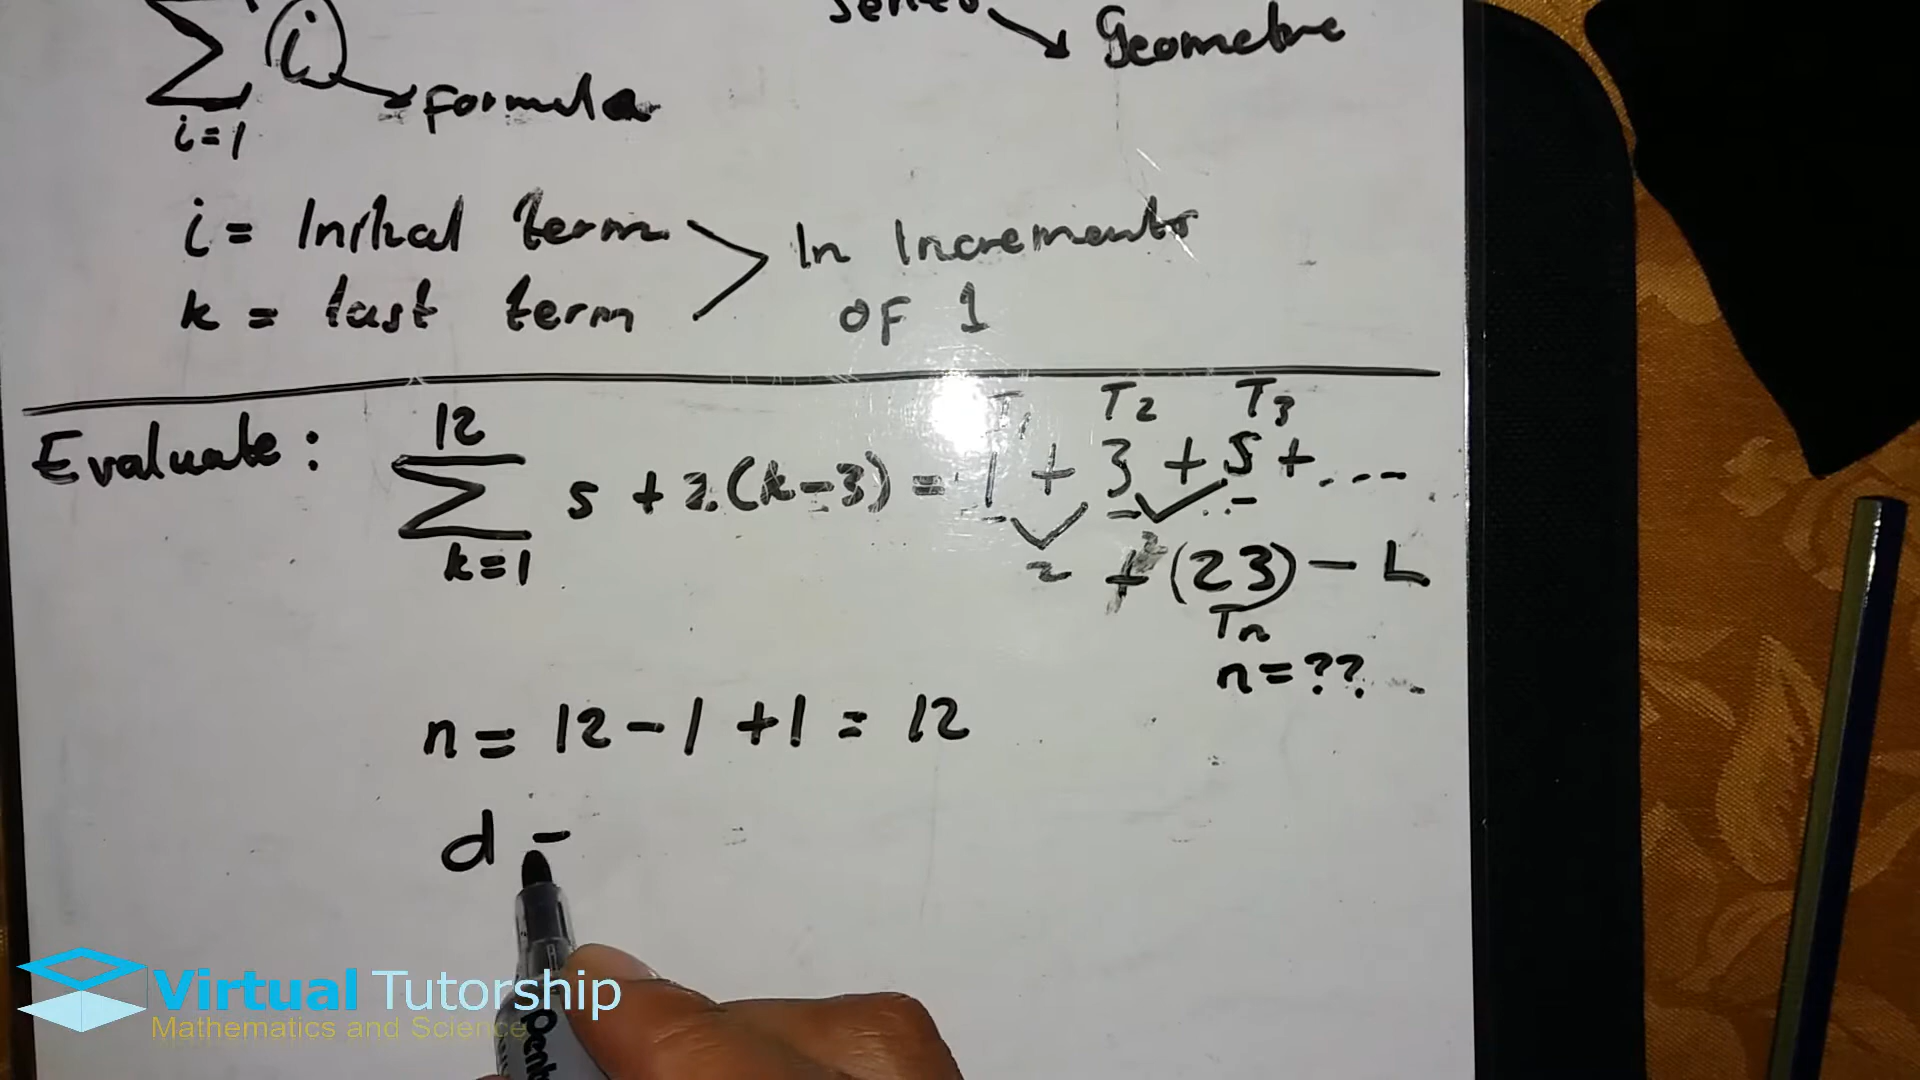 Σ i → formula → Geometric
i=1
i = Initial term
k = last term
In Increments
of 1
T1 T2 T3
12
Evaluate: Σ 5 + 2(k-3) = 1 + 3 + 5 + ...
k=1
2 2 + (23) - L
Tn
n = ??
n = 12 - 1 + 1 = 12
d -
Virtual Tutorship
Mathematics and Science